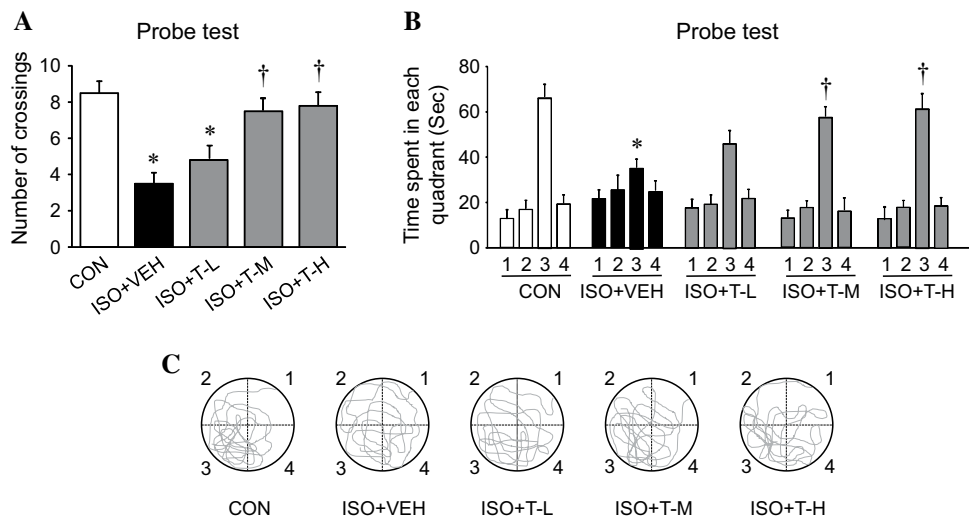 A
Probe test
Number of crossings
10
8
6
4
2
0
*
*
†
†
CON
ISO+VEH
ISO+T-L
ISO+T-M
ISO+T-H
B
Probe test
Time spent in each
quadrant (Sec)
80
60
40
20
0
*
†
†
1 2 3 4 1 2 3 4 1 2 3 4 1 2 3 4 1 2 3 4
CON ISO+VEH ISO+T-L ISO+T-M ISO+T-H
C
2 1 2 1 2 1 2 1 2 1
3 4 3 4 3 4 3 4 3 4
CON ISO+VEH ISO+T-L ISO+T-M ISO+T-H